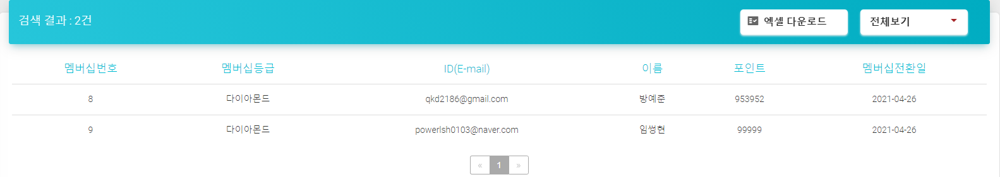 검색 결과 : 2건
엑셀 다운로드 전체보기
멤버십번호 멤버십등급 ID(E-mail) 이름 포인트 멤버십전환일
8 다이아몬드 qkd2186@gmail.com 방예준 953952 2021-04-26
9 다이아몬드 powerlsh0103@naver.com 임썽현 99999 2021-04-26
« 1 »